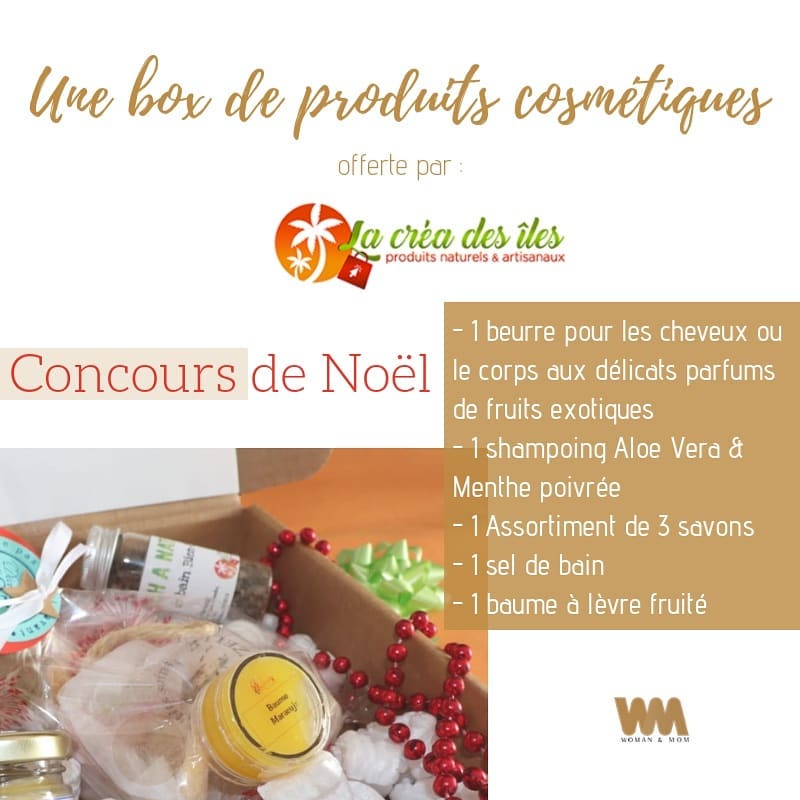 Une box de produits cosmétiques
offerte par :
La créa des îles
produits naturels & artisanaux
Concours de Noël
- 1 beurre pour les cheveux ou
le corps aux délicats parfums
de fruits exotiques
- 1 shampoing Aloe Vera &
Menthe poivrée
- 1 Assortiment de 3 savons
- 1 sel de bain
- 1 baume à lèvre fruité
bain
Baume
WM
WOMAN & MOM